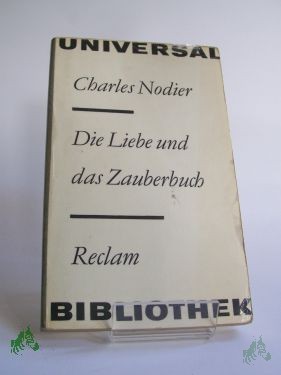 UNIVERSAL
Charles Nodier
Die Liebe und
das Zauberbuch
Reclam
BIBLIOTHEK